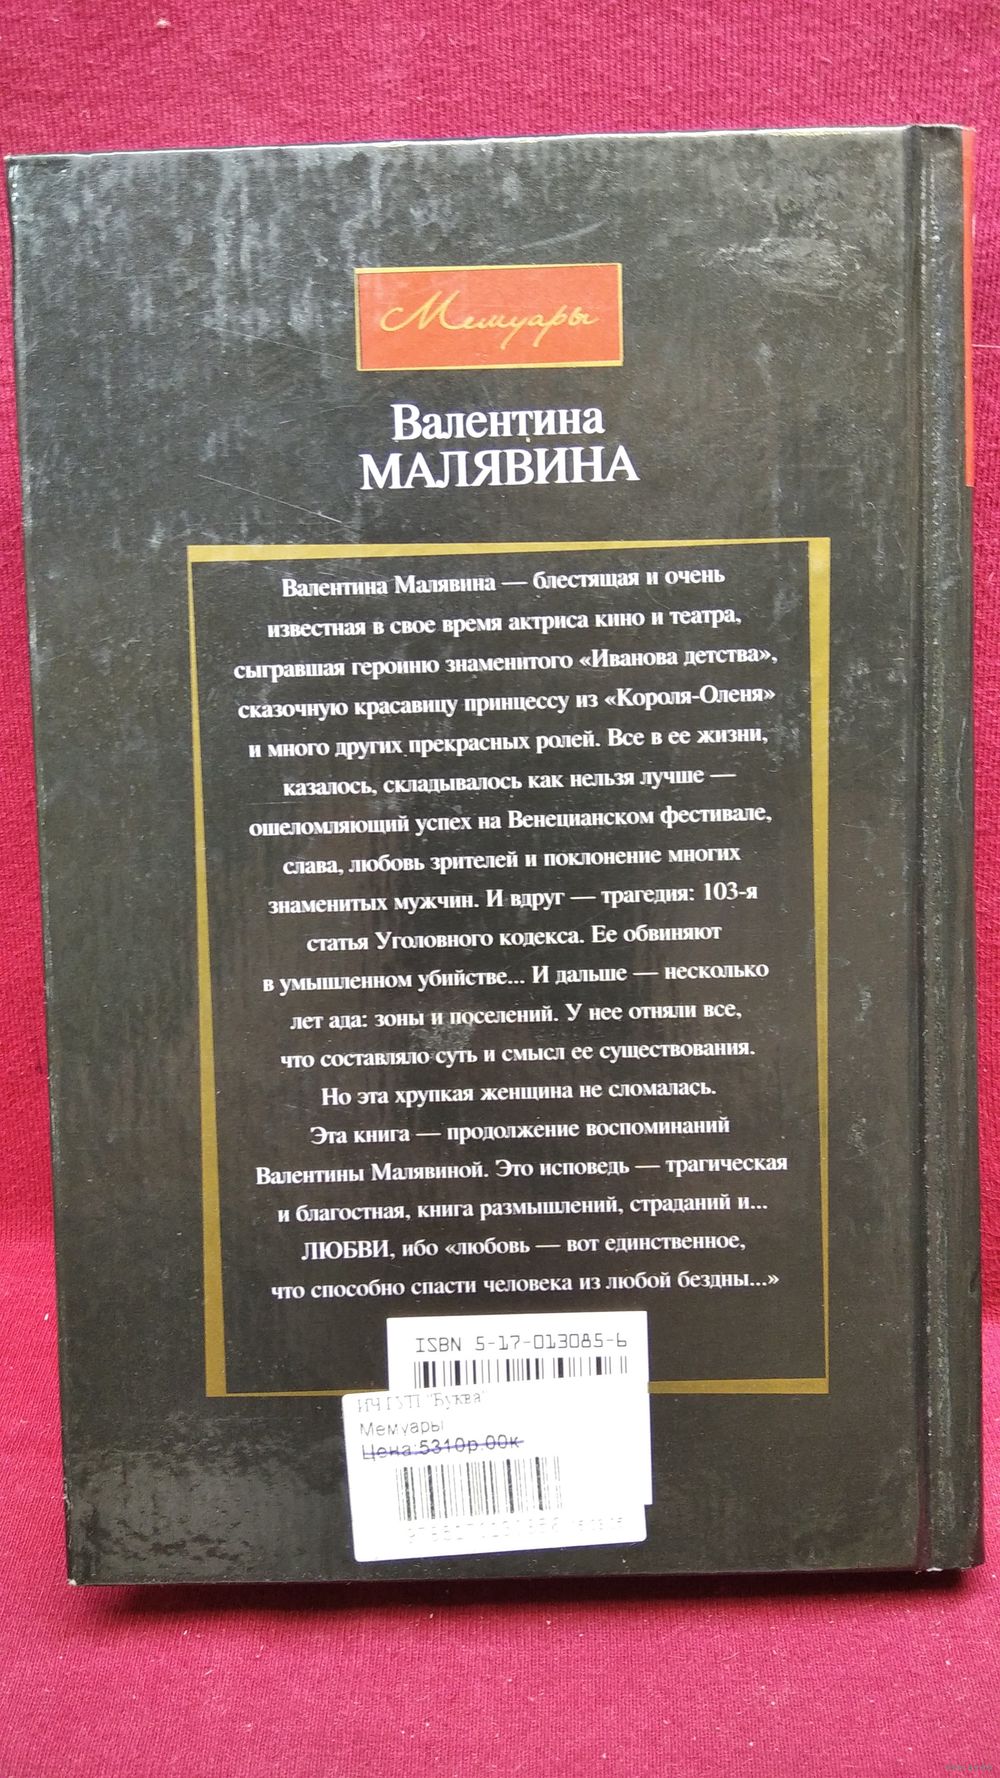 Мемуары
Валентина
МАЛЯВИНА
Валентина Малявина — блестящая и очень
известная в свое время актриса кино и театра,
сыгравшая героиню знаменитого «Иванова детства»,
сказочную красавицу принцессу из «Короля-Оленя»
и много других прекрасных ролей. Все в ее жизни,
казалось, складывалось как нельзя лучше —
ошеломляющий успех на Венецианском фестивале,
слава, любовь зрителей и поклонение многих
знаменитых мужчин. И вдруг — трагедия: 103-я
статья Уголовного кодекса. Ее обвиняют
в умышленном убийстве... И дальше — несколько
лет ада: зоны и поселений. У нее отняли все,
что составляло суть и смысл ее существования.
Но эта хрупкая женщина не сломалась.
Эта книга — продолжение воспоминаний
Валентины Малявиной. Это исповедь — трагическая
и благостная, книга размышлений, страданий и...
ЛЮБВИ, ибо «любовь — вот единственное,
что способно спасти человека из любой бездны...»
ISBN 5-17-013085-6
"Буква"
Мемуары
Цена:5310р.00к